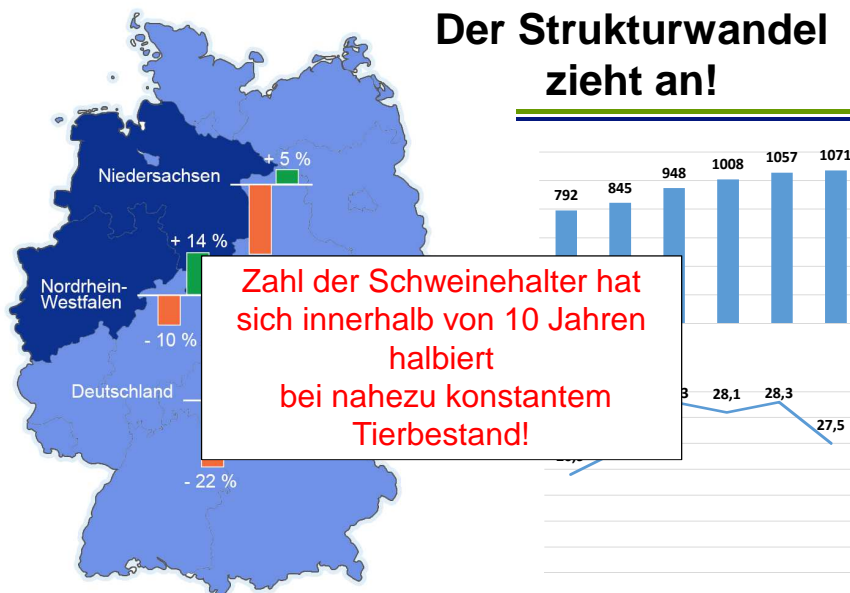 Der Strukturwandel
zieht an!
+ 5 %
Niedersachsen
+ 14 %
Nordrhein-
Westfalen
- 10 %
Deutschland
- 22 %
792
845
948
1008
1057
1071
Zahl der Schweinehalter hat
sich innerhalb von 10 Jahren
halbiert
bei nahezu konstantem
Tierbestand!
28,1
28,3
27,5